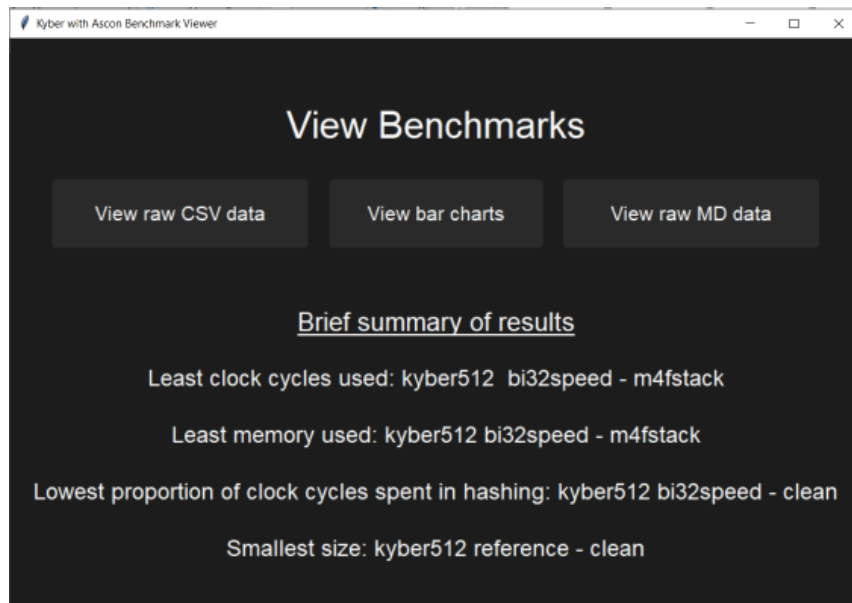 Kyber with Ascon Benchmark Viewer
View Benchmarks
View raw CSV data
View bar charts
View raw MD data
Brief summary of results
Least clock cycles used: kyber512  bi32speed - m4fstack
Least memory used: kyber512 bi32speed - m4fstack
Lowest proportion of clock cycles spent in hashing: kyber512 bi32speed - clean
Smallest size: kyber512 reference - clean